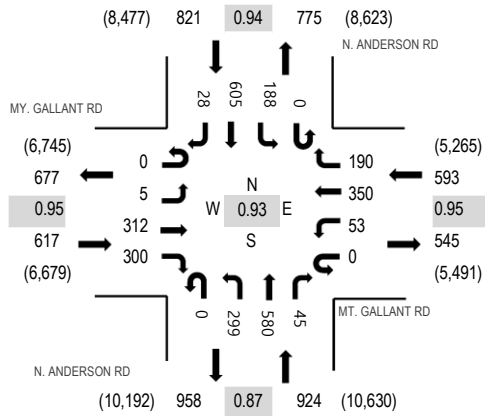 (8,477) 821 0.94 775 (8,623)
N. ANDERSON RD
MY. GALLANT RD
28 605 188 0
(6,745)
677
0.95
617
(6,679)
0
5
312
300
N
W 0.93 E
S
190
350
53
0
(5,265)
593
0.95
545
(5,491)
0 299 580 45
MT. GALLANT RD
N. ANDERSON RD
(10,192) 958 0.87 924 (10,630)